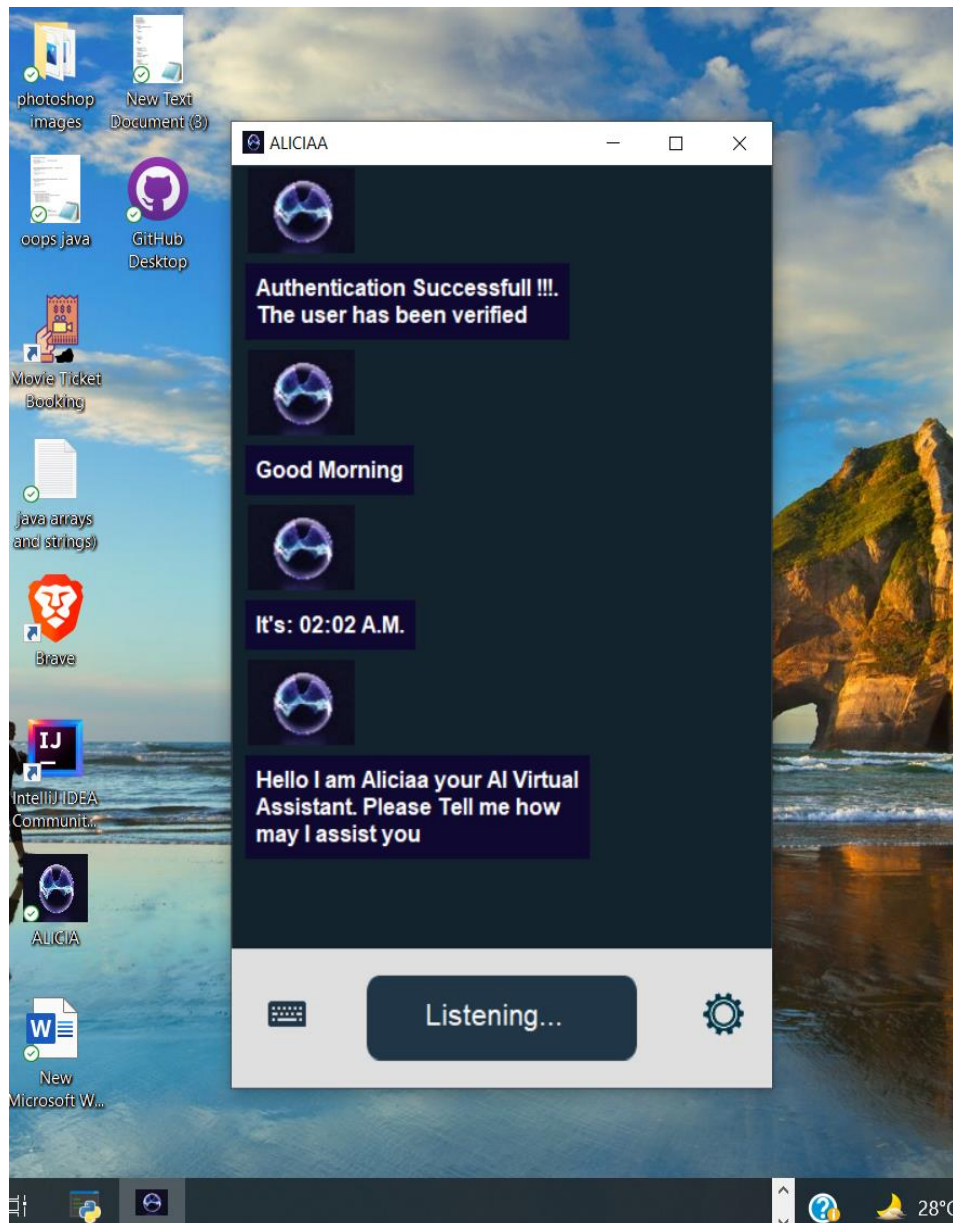 photoshop
images
New Text
Document (3)
oops java
GitHub
Desktop
Movie Ticket
Booking
java arrays
and strings)
Brave
IJ
IntelliJ IDEA
Communit...
ALICIA
W
New
Microsoft W...
ALICIAA
Authentication Successfull !!!.
The user has been verified
Good Morning
It's: 02:02 A.M.
Hello I am Aliciaa your AI Virtual
Assistant. Please Tell me how
may I assist you
Listening...
28°C